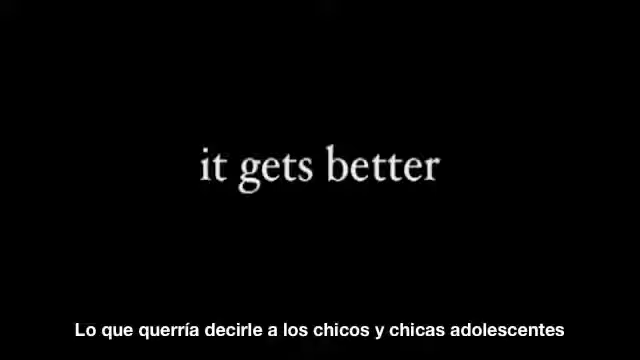 it gets better
Lo que querría decirle a los chicos y chicas adolescentes